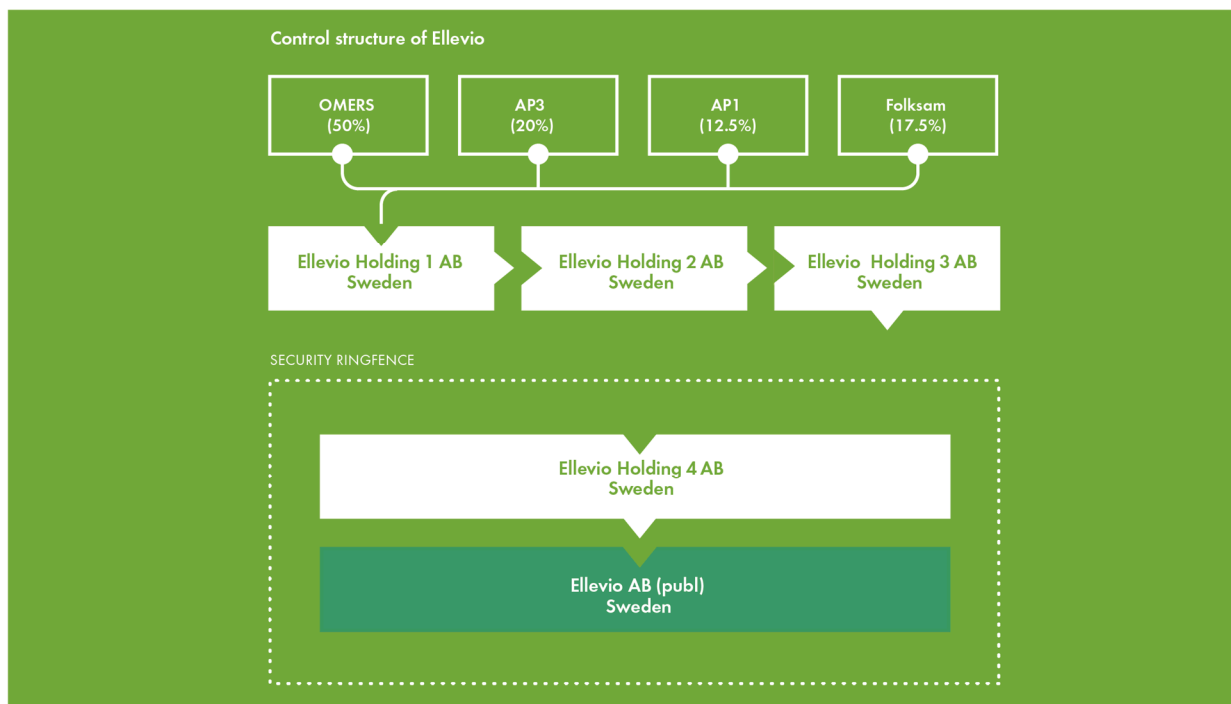 Control structure of Ellevio
OMERS
(50%)
AP3
(20%)
AP1
(12.5%)
Folksam
(17.5%)
Ellevio Holding 1 AB
Sweden
Ellevio Holding 2 AB
Sweden
Ellevio Holding 3 AB
Sweden
SECURITY RINGFENCE
Ellevio Holding 4 AB
Sweden
Ellevio AB (publ)
Sweden